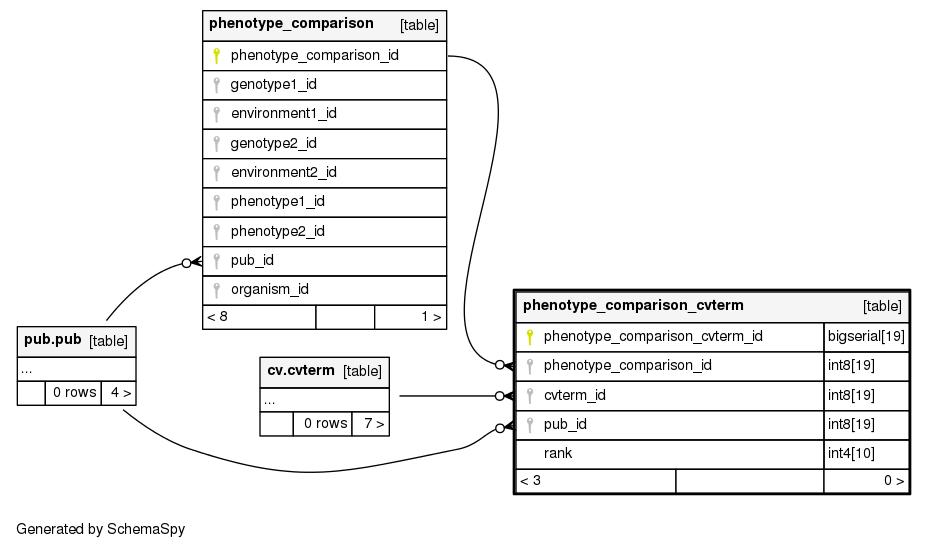 phenotype_comparison [table]
phenotype_comparison_id
genotype1_id
environment1_id
genotype2_id
environment2_id
phenotype1_id
phenotype2_id
pub_id
organism_id
< 8 1 >
pub.pub [table]
...
0 rows 4 >
cv.cvterm [table]
...
0 rows 7 >
phenotype_comparison_cvterm [table]
phenotype_comparison_cvterm_id bigserial[19]
phenotype_comparison_id int8[19]
cvterm_id int8[19]
pub_id int8[19]
rank int4[10]
< 3 0 >
Generated by SchemaSpy